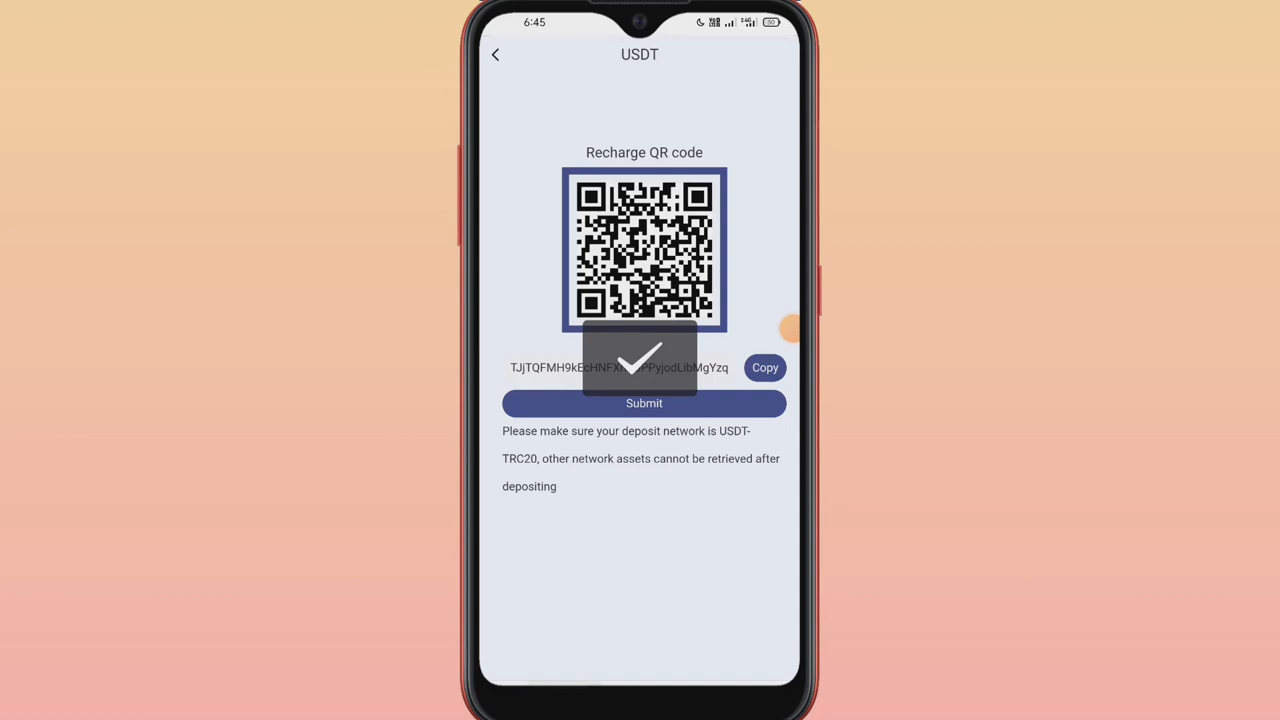 6:45
USDT
Recharge QR code
Copy
Submit
Please make sure your deposit network is USDT-
TRC20, other network assets cannot be retrieved after
depositing